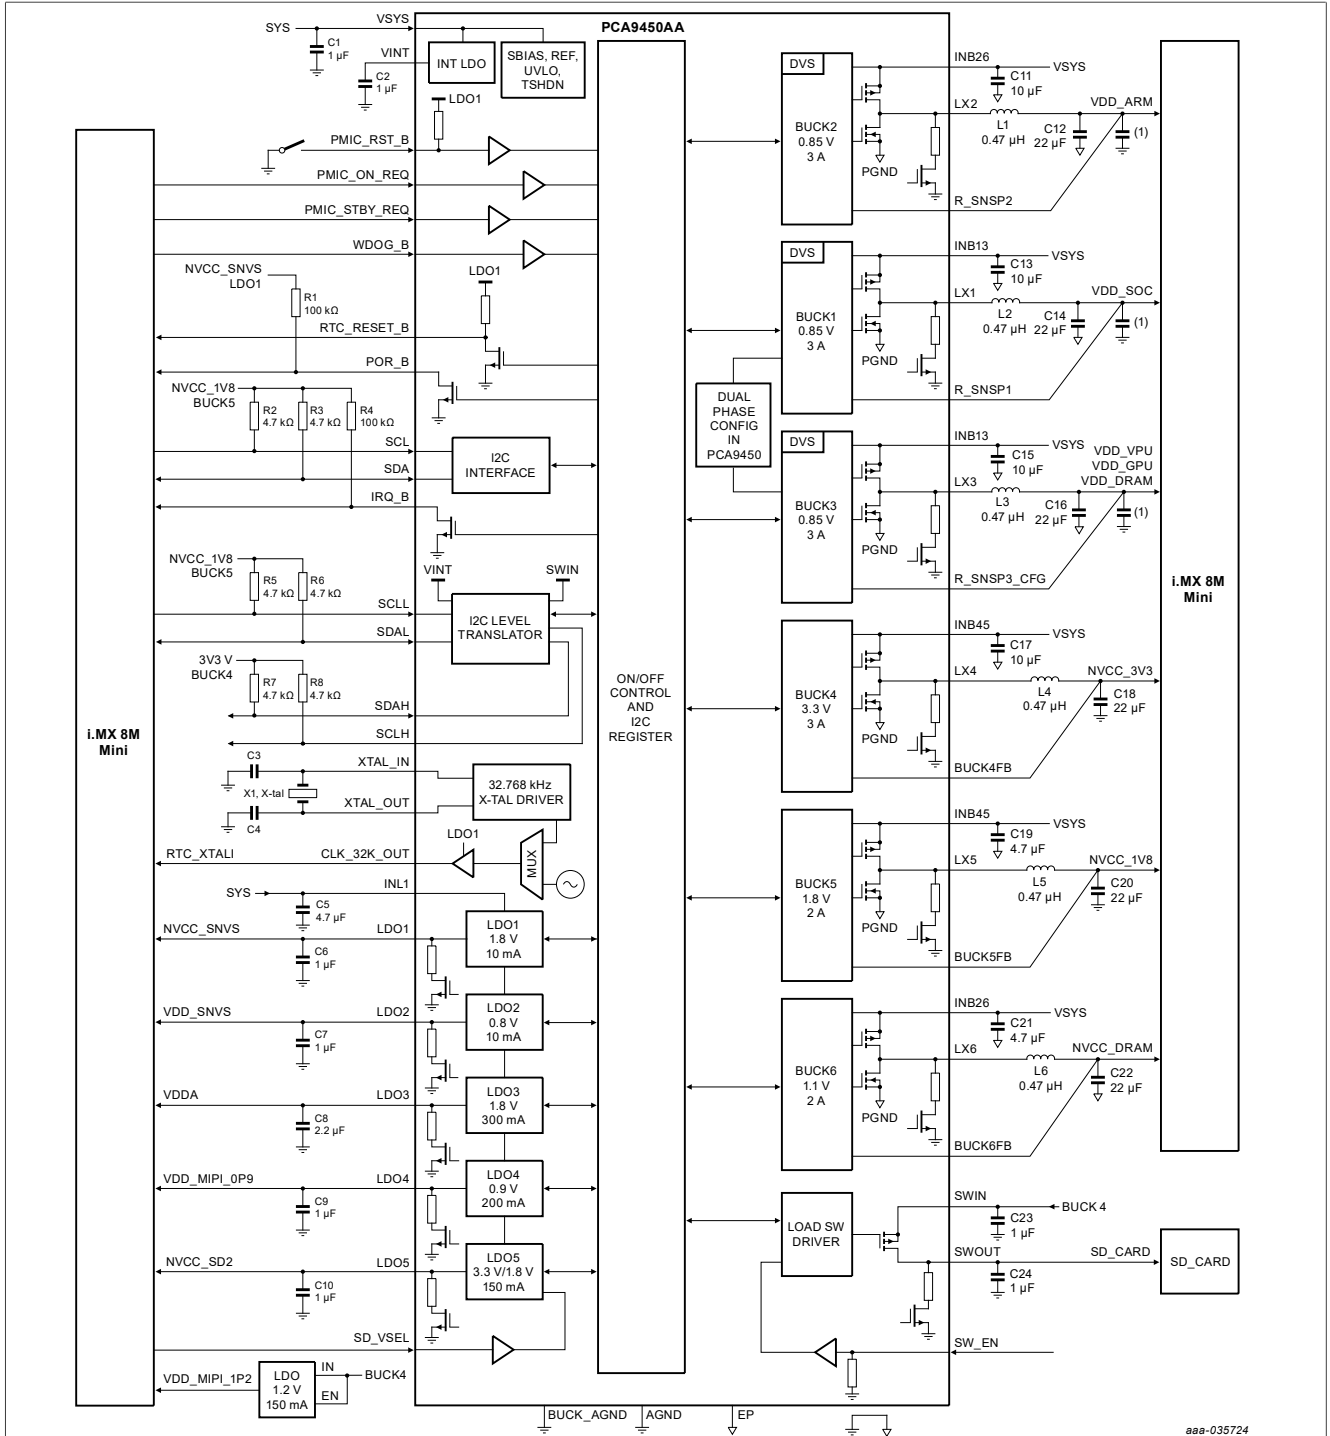 PCA9450AA
SYS
VSYS
C1
1 µF
VINT
C2
1 µF
INT LDO
SBIAS, REF,
UVLO,
TSHDN
LDO1
PMIC_RST_B
PMIC_ON_REQ
PMIC_STBY_REQ
WDOG_B
NVCC_SNVS
LDO1
R1
100 kΩ
LDO1
RTC_RESET_B
POR_B
NVCC_1V8
BUCK5
R2
4.7 kΩ
R3
4.7 kΩ
R4
100 kΩ
SCL
SDA
I2C
INTERFACE
IRQ_B
NVCC_1V8
BUCK5
R5
4.7 kΩ
R6
4.7 kΩ
VINT
SWIN
SCLL
SDAL
I2C LEVEL
TRANSLATOR
3V3 V
BUCK4
R7
4.7 kΩ
R8
4.7 kΩ
SDAH
SCLH
i.MX 8M
Mini
C3
X1, X-tal
C4
XTAL_IN
XTAL_OUT
32.768 kHz
X-TAL DRIVER
LDO1
MUX
RTC_XTALI
CLK_32K_OUT
SYS
INL1
C5
4.7 µF
NVCC_SNVS
LDO1
C6
1 µF
LDO1
1.8 V
10 mA
VDD_SNVS
LDO2
C7
1 µF
LDO2
0.8 V
10 mA
VDDA
LDO3
C8
2.2 µF
LDO3
1.8 V
300 mA
VDD_MIPI_0P9
LDO4
C9
1 µF
LDO4
0.9 V
200 mA
NVCC_SD2
LDO5
C10
1 µF
LDO5
3.3 V/1.8 V
150 mA
SD_VSEL
VDD_MIPI_1P2
LDO
1.2 V
150 mA
IN
EN
BUCK4
ON/OFF
CONTROL
AND
I2C
REGISTER
DVS
BUCK2
0.85 V
3 A
PGND
INB26
VSYS
C11
10 µF
LX2
L1
0.47 µH
C12
22 µF
VDD_ARM
(1)
R_SNSP2
DVS
BUCK1
0.85 V
3 A
PGND
INB13
VSYS
C13
10 µF
LX1
L2
0.47 µH
C14
22 µF
VDD_SOC
(1)
R_SNSP1
DUAL
PHASE
CONFIG
IN
PCA9450
DVS
BUCK3
0.85 V
3 A
PGND
INB13
VSYS
C15
10 µF
LX3
L3
0.47 µH
C16
22 µF
VDD_VPU
VDD_GPU
VDD_DRAM
(1)
R_SNSP3_CFG
i.MX 8M
Mini
BUCK4
3.3 V
3 A
PGND
INB45
VSYS
C17
10 µF
LX4
L4
0.47 µH
NVCC_3V3
C18
22 µF
BUCK4FB
BUCK5
1.8 V
2 A
PGND
INB45
VSYS
C19
4.7 µF
LX5
L5
0.47 µH
NVCC_1V8
C20
22 µF
BUCK5FB
BUCK6
1.1 V
2 A
PGND
INB26
VSYS
C21
4.7 µF
LX6
L6
0.47 µH
NVCC_DRAM
C22
22 µF
BUCK6FB
LOAD SW
DRIVER
SWIN
BUCK 4
C23
1 µF
SWOUT
SD_CARD
C24
1 µF
SD_CARD
SW_EN
BUCK_AGND
AGND
EP
aaa-035724